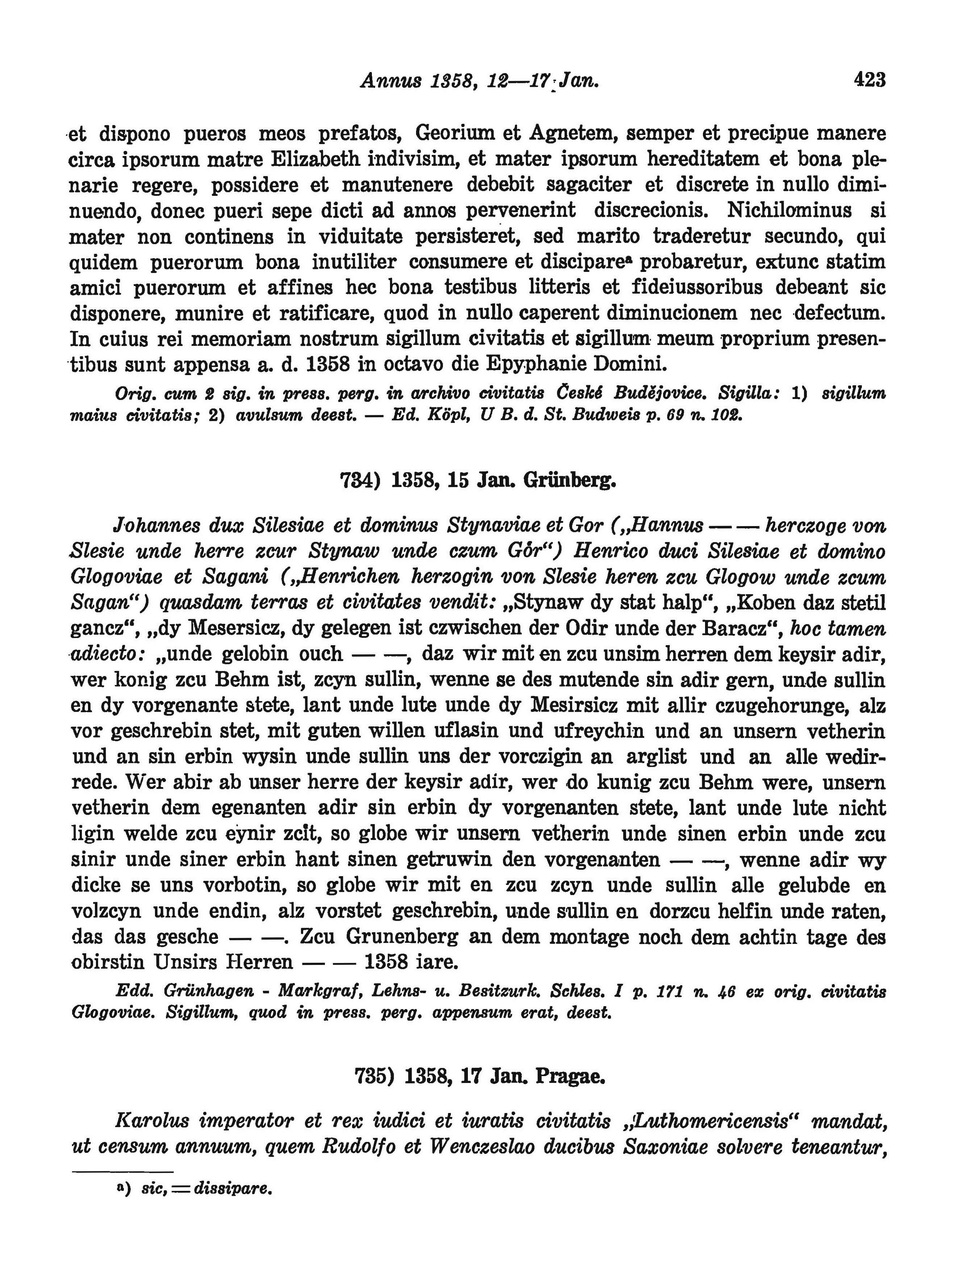 Annus 1358, 12—17 Jan. 423
et dispono pueros meos prefatos, Georium et Agnetem, semper et precipue manere
circa ipsorum matre Elizabeth indivisim, et mater ipsorum hereditatem et bona ple-
narie regere, possidere et manutenere debebit sagaciter et discrete in nullo dimi-
nuendo, donec pueri sepe dicti ad annos pervenerint discrecionis. Nichilominus si
mater non continens in viduitate persisteret, sed marito traderetur secundo, qui
quidem puerorum bona inutiliter consumere et discipareᵃ probaretur, extunc statim
amici puerorum et affines hec bona testibus litteris et fideiussoribus debeant sic
disponere, munire et ratificare, quod in nullo caperent diminucionem nec defectum.
In cuius rei memoriam nostrum sigillum civitatis et sigillum meum proprium presen-
tibus sunt appensa a. d. 1358 in octavo die Epyphanie Domini.
Orig. cum 2 sig. in press. perg. in archivo civitatis České Budějovice. Sigilla: 1) sigillum
maius civitatis; 2) avulsum deest. — Ed. Köpl, U B. d. St. Budweis p. 69 n. 102.
734) 1358, 15 Jan. Grünberg.
Johannes dux Silesiae et dominus Stynaviae et Gor („Hannus — — herczoge von
Slesie unde herre zcur Stynaw unde czum Gór“) Henrico duci Silesiae et domino
Glogoviae et Sagani („Henrichen herzogin von Slesie heren zcu Glogow unde zcum
Sagan“) quasdam terras et civitates vendit: „Stynaw dy stat halp“, „Koben daz stetil
gancz“, „dy Mesersicz, dy gelegen ist czwischen der Odir unde der Baracz“, hoc tamen
adiecto: „unde gelobin ouch — —, daz wir mit en zcu unsim herren dem keysir adir,
wer konig zcu Behm ist, zcyn sullin, wenne se des mutende sin adir gern, unde sullin
en dy vorgenante stete, lant unde lute unde dy Mesirsicz mit allir czugehorunge, alz
vor geschrebin stet, mit guten willen uflasin und ufreychin und an unsern vetherin
und an sin erbin wysin unde sullin uns der vorczigin an arglist und an alle wedir-
rede. Wer abir ab unser herre der keysir adir, wer do kunig zcu Behm were, unsern
vetherin dem egenanten adir sin erbin dy vorgenanten stete, lant unde lute nicht
ligin welde zcu eynir zcit, so globe wir unsern vetherin unde sinen erbin unde zcu
sinir unde siner erbin hant sinen getruwin den vorgenanten — —, wenne adir wy
dicke se uns vorbotin, so globe wir mit en zcu zcyn unde sullin alle gelubde en
volzcyn unde endin, alz vorstet geschrebin, unde sullin en dorzcu helfin unde raten,
das das gesche — —. Zcu Grunenberg an dem montage noch dem achtin tage des
obirstin Unsirs Herren — — 1358 iare.
Edd. Grünhagen - Markgraf, Lehns- u. Besitzurk. Schles. I p. 171 n. 46 ex orig. civitatis
Glogoviae. Sigillum, quod in press. perg. appensum erat, deest.
735) 1358, 17 Jan. Pragae.
Karolus imperator et rex iudici et iuratis civitatis „Luthomericensis“ mandat,
ut censum annuum, quem Rudolfo et Wenczeslao ducibus Saxoniae solvere teneantur,
ᵃ) sic, = dissipare.